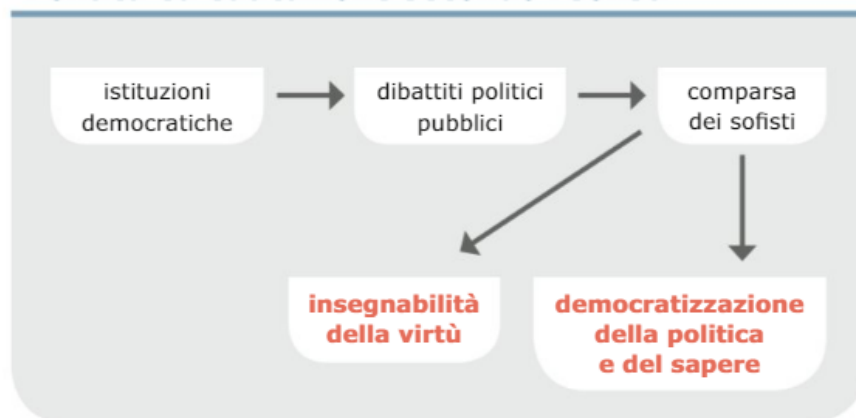 istituzioni
democratiche
dibattiti politici
pubblici
comparsa
dei sofisti
insegnabilità
della virtù
democratizzazione
della politica
e del sapere